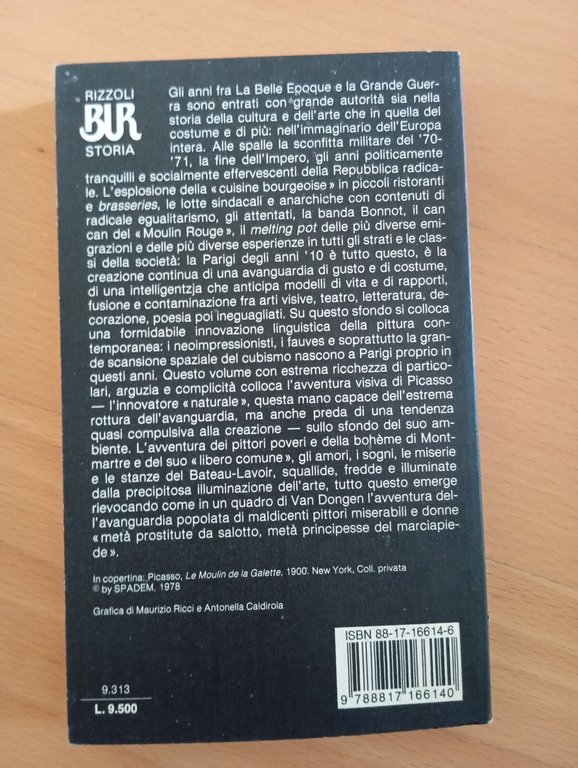 RIZZOLI
BUR
STORIA
Gli anni fra La Belle Epoque e la Grande Guer-
ra sono entrati con grande autorità sia nella
storia della cultura e dell'arte che in quella del
costume e di più: nell'immaginario dell'Europa
intera. Alle spalle la sconfitta militare del '70-
'71, la fine dell'Impero, gli anni politicamente
tranquilli e socialmente effervescenti della Repubblica radica-
le. L'esplosione della «cuisine bourgeoise» in piccoli ristoranti
e brasseries, le lotte sindacali e anarchiche con contenuti di
radicale egualitarismo, gli attentati, la banda Bonnot, il can
can del «Moulin Rouge», il melting pot delle più diverse emi-
grazioni e delle più diverse esperienze in tutti gli strati e le clas-
si della società: la Parigi degli anni '10 è tutto questo, è la
creazione continua di una avanguardia di gusto e di costume,
di una intelligentzja che anticipa modelli di vita e di rapporti,
fusione e contaminazione fra arti visive, teatro, letteratura, de-
corazione, poesia poi ineguagliati. Su questo sfondo si colloca
una formidabile innovazione linguistica della pittura con-
temporanea: i neoimpressionisti, i fauves e soprattutto la gran-
de scansione spaziale del cubismo nascono a Parigi proprio in
questi anni. Questo volume con estrema ricchezza di partico-
lari, arguzia e complicità colloca l'avventura visiva di Picasso
— l'innovatore «naturale», questa mano capace dell'estrema
rottura dell'avanguardia, ma anche preda di una tendenza
quasi compulsiva alla creazione — sullo sfondo del suo am-
biente. L'avventura dei pittori poveri e della bohème di Mont-
martre e del suo «libero comune», gli amori, i sogni, le miserie
e le stanze del Bateau-Lavoir, squallide, fredde e illuminate
dalla precipitosa illuminazione dell'arte, tutto questo emerge
rievocando come in un quadro di Van Dongen l'avventura del-
l'avanguardia popolata di maldicenti pittori miserabili e donne
«metà prostitute da salotto, metà principesse del marciapie-
de».
In copertina: Picasso, Le Moulin de la Galette, 1900. New York, Coll. privata
© by SPADEM, 1978
Grafica di Maurizio Ricci e Antonella Caldirola
ISBN 88-17-16614-6
9 788817 166140
9.313
L. 9.500